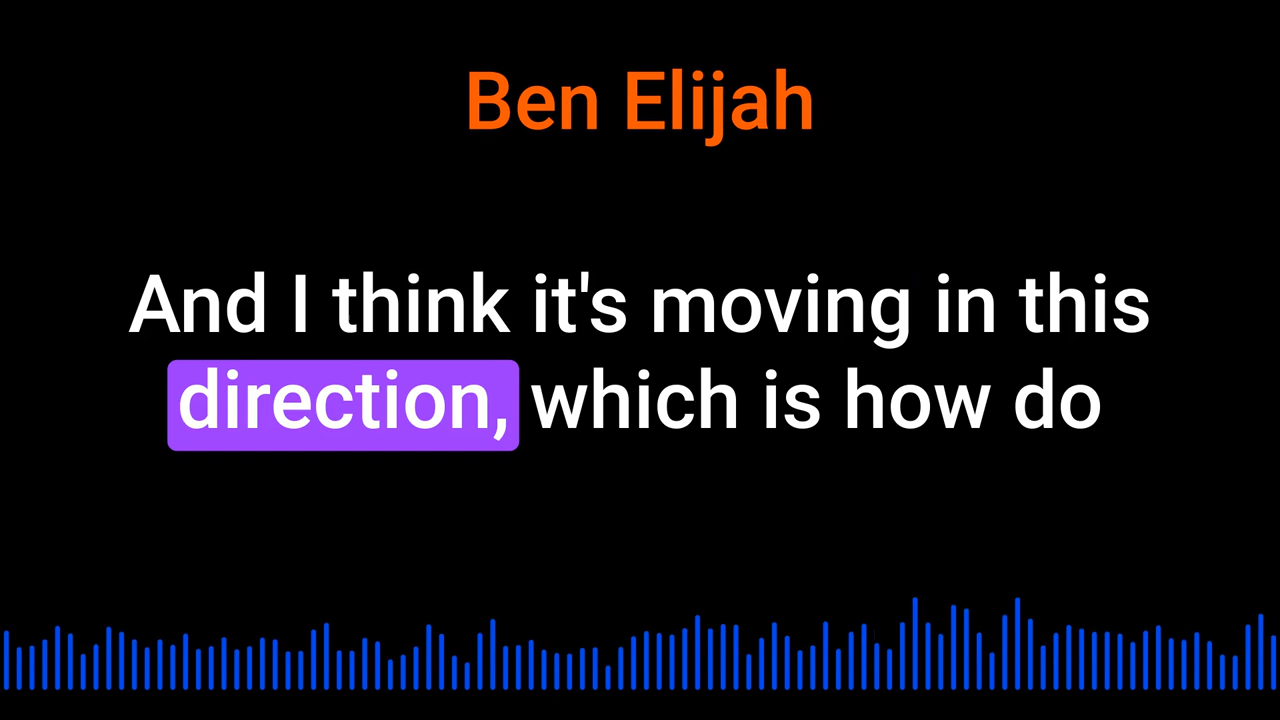 Ben Elijah
And I think it's moving in this
direction, which is how do